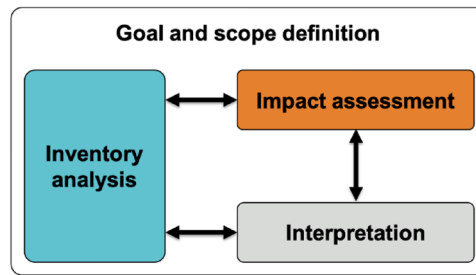 Goal and scope definition
Impact assessment
Inventory
analysis
Interpretation